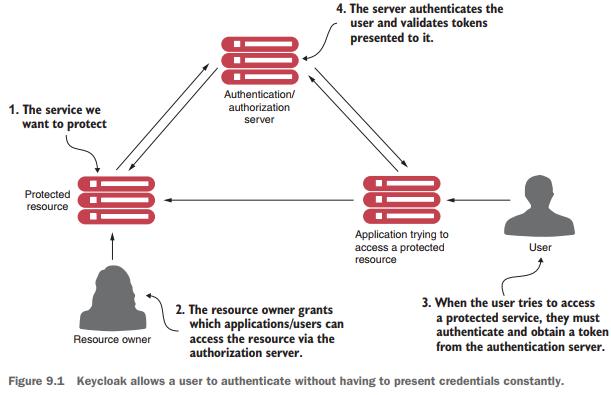 4. The server authenticates the
user and validates tokens
presented to it.
Authentication/
authorization
server
1. The service we
want to protect
Protected
resource
Application trying to
access a protected
resource
User
Resource owner
2. The resource owner grants
which applications/users can
access the resource via the
authorization server.
3. When the user tries to access
a protected service, they must
authenticate and obtain a token
from the authentication server.
Figure 9.1 Keycloak allows a user to authenticate without having to present credentials constantly.